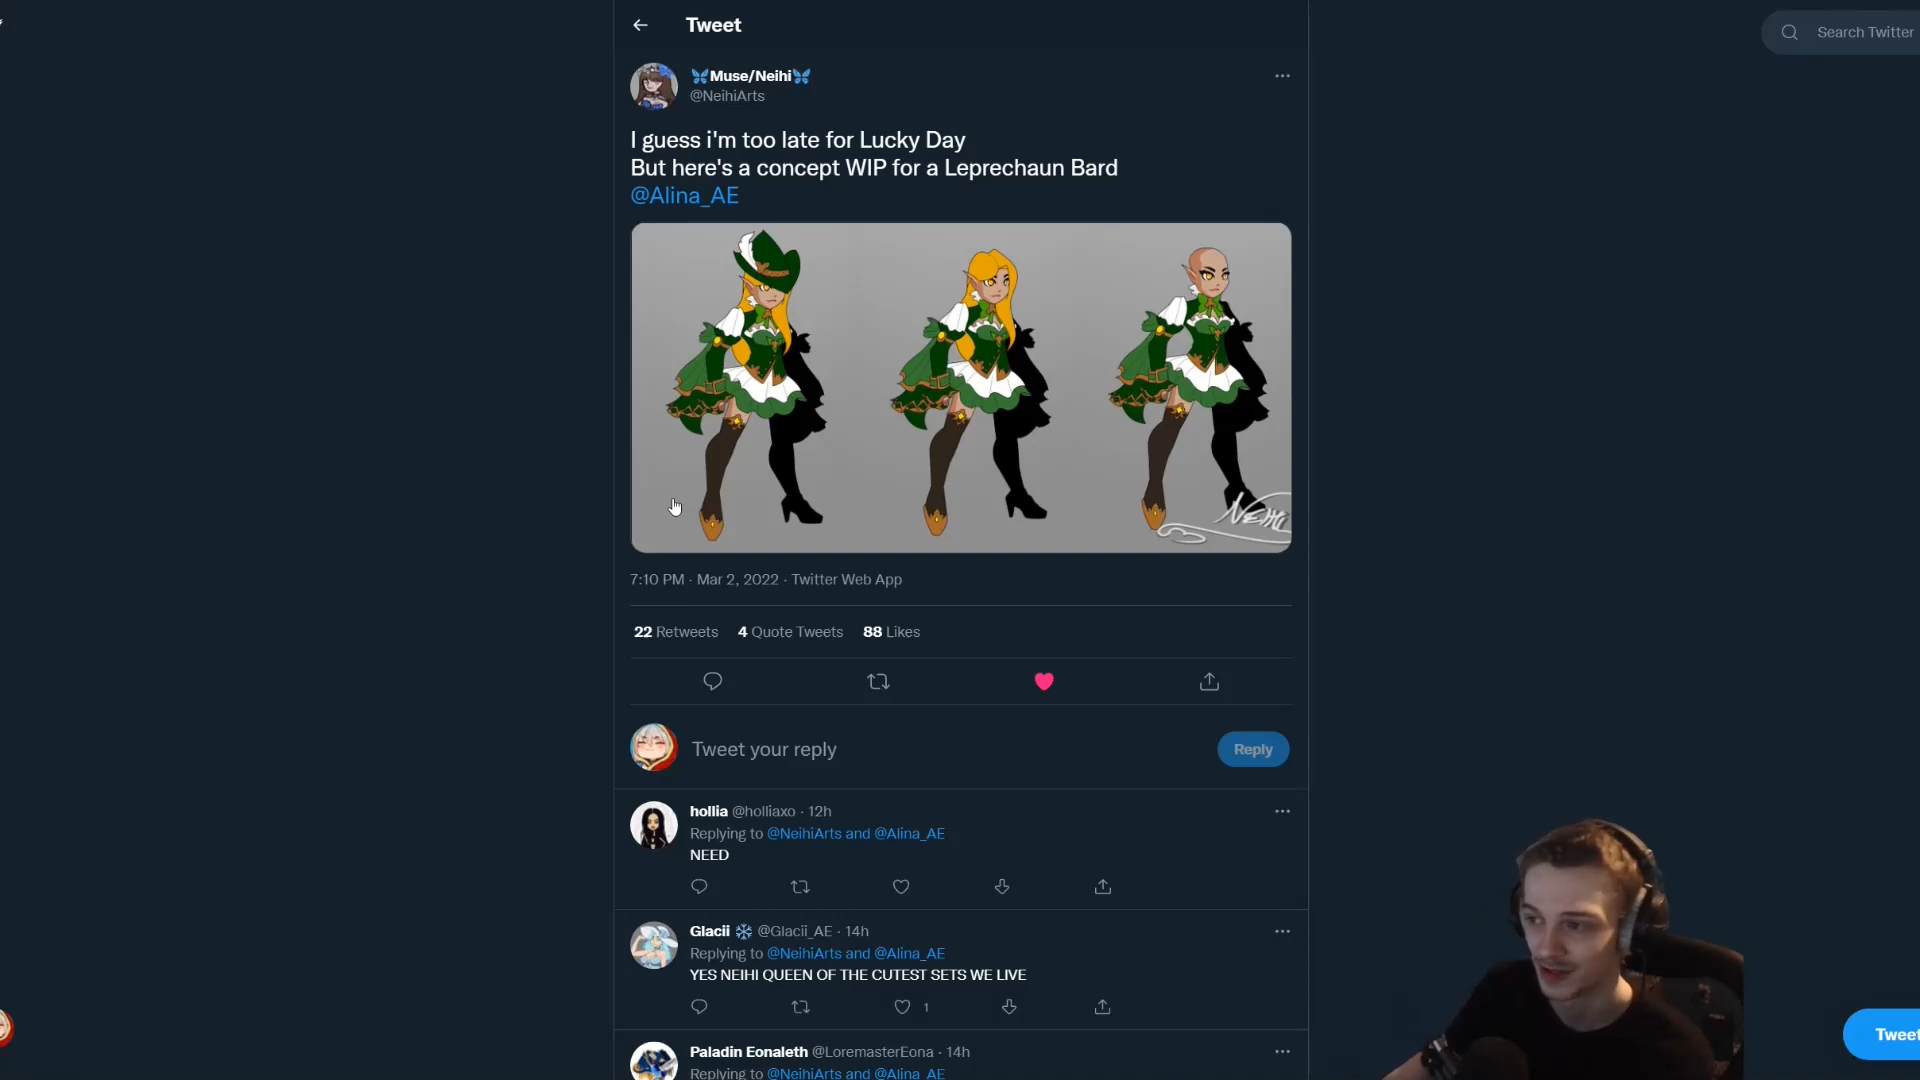 Tweet
Search Twitter
🦋Muse/Neihi🦋
@NeihiArts
I guess i'm too late for Lucky Day
But here's a concept WIP for a Leprechaun Bard
@Alina_AE
NEIHI
7:10 PM · Mar 2, 2022 · Twitter Web App
22 Retweets 4 Quote Tweets 88 Likes
Tweet your reply
Reply
hollia @holliaxo · 12h
Replying to @NeihiArts and @Alina_AE
NEED
Glacii ❄ @Glacii_AE · 14h
Replying to @NeihiArts and @Alina_AE
YES NEIHI QUEEN OF THE CUTEST SETS WE LIVE
1
Tweet
Paladin Eonaleth @LoremasterEona · 14h
Replying to @NeihiArts and @Alina_AE